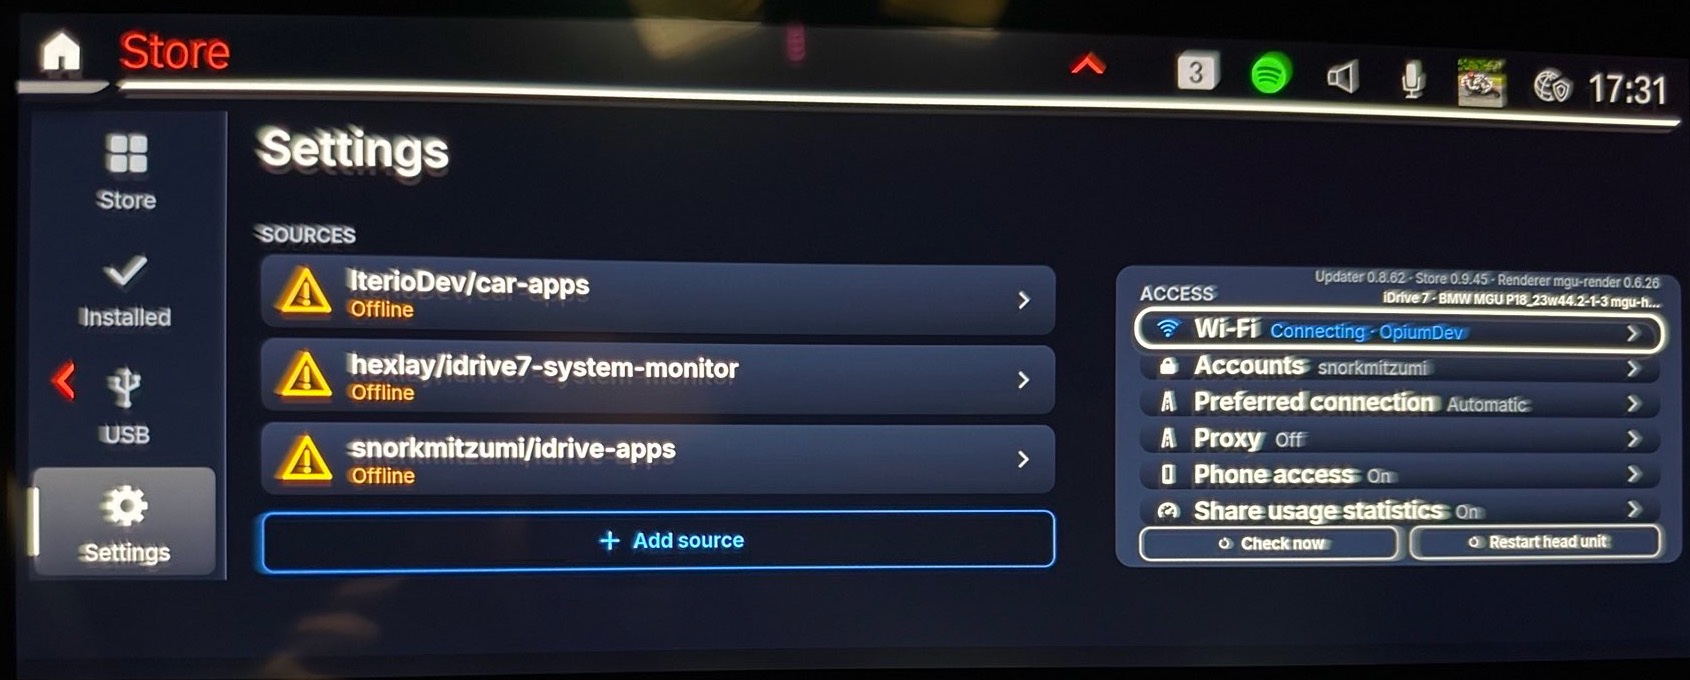 Store
3
17:31
Store
Installed
USB
Settings
Settings
SOURCES
IterioDev/car-apps
Offline
hexlay/idrive7-system-monitor
Offline
snorkmitzumi/idrive-apps
Offline
+ Add source
ACCESS
Updater 0.8.62 · Store 0.9.45 · Renderer mgu-render 0.6.26
iDrive 7 · BMW MGU P18_23w44.2-1-3 mgu-h...
Wi-Fi Connecting · OpiumDev
Accounts snorkmitzumi
Preferred connection Automatic
Proxy Off
Phone access On
Share usage statistics On
Check now
Restart head unit